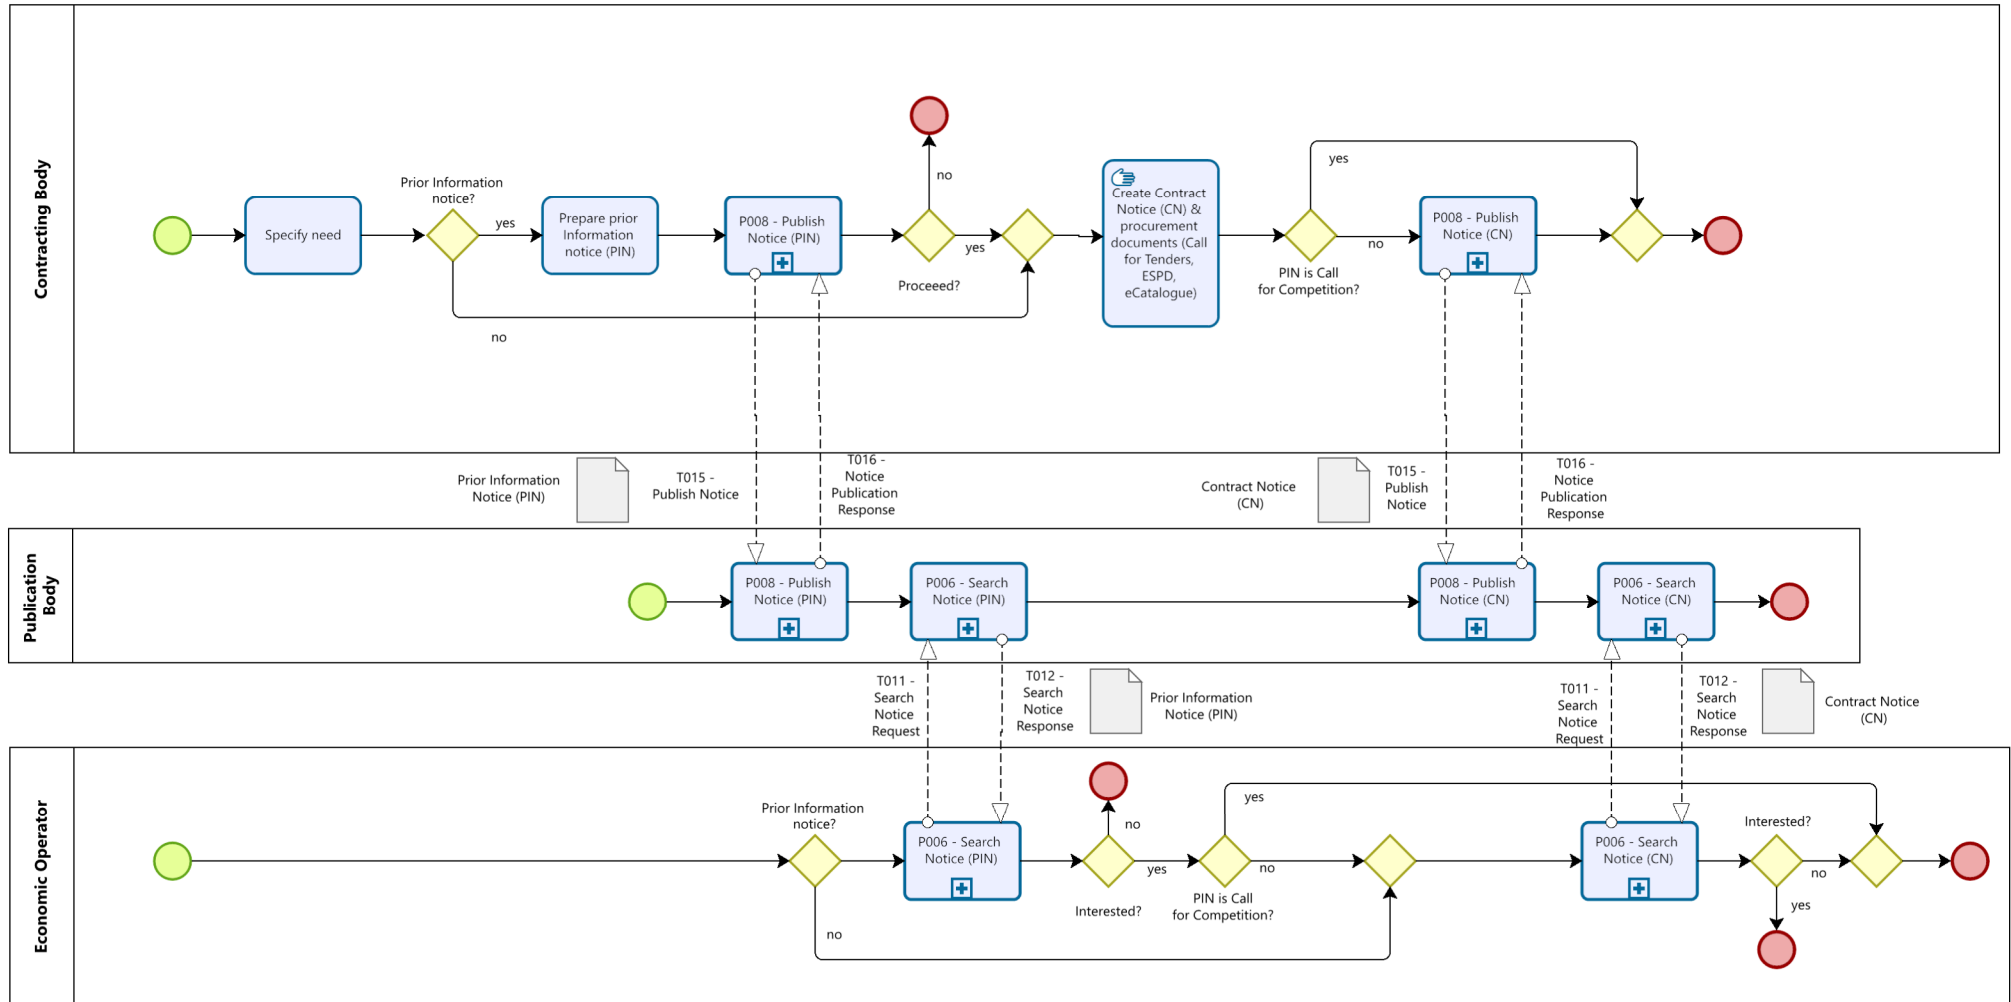 Contracting Body
Specify need
Prior Information
notice?
yes
no
Prepare prior
Information
notice (PIN)
P008 - Publish
Notice (PIN)
no
yes
Proceeed?
Create Contract
Notice (CN) &
procurement
documents (Call
for Tenders,
ESPD,
eCatalogue)
PIN is Call
for Competition?
yes
no
P008 - Publish
Notice (CN)
Prior Information
Notice (PIN)
T015 -
Publish Notice
T016 -
Notice
Publication
Response
Contract Notice
(CN)
T015 -
Publish
Notice
T016 -
Notice
Publication
Response
Publication
Body
P008 - Publish
Notice (PIN)
P006 - Search
Notice (PIN)
P008 - Publish
Notice (CN)
P006 - Search
Notice (CN)
T011 -
Search
Notice
Request
T012 -
Search
Notice
Response
Prior Information
Notice (PIN)
T011 -
Search
Notice
Request
T012 -
Search
Notice
Response
Contract Notice
(CN)
Economic Operator
Prior Information
notice?
no
P006 - Search
Notice (PIN)
no
yes
Interested?
yes
no
PIN is Call
for Competition?
P006 - Search
Notice (CN)
Interested?
no
yes